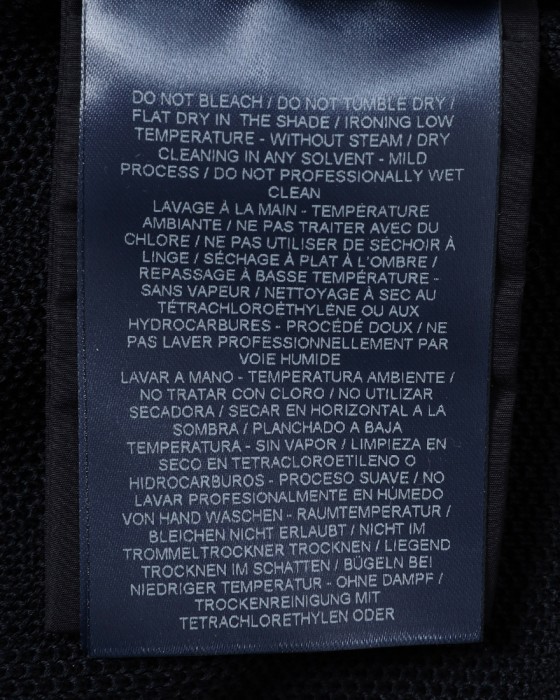 DO NOT BLEACH / DO NOT TUMBLE DRY /
FLAT DRY IN THE SHADE / IRONING LOW
TEMPERATURE - WITHOUT STEAM / DRY
CLEANING IN ANY SOLVENT - MILD
PROCESS / DO NOT PROFESSIONALLY WET
CLEAN
LAVAGE À LA MAIN - TEMPÉRATURE
AMBIANTE / NE PAS TRAITER AVEC DU
CHLORE / NE PAS UTILISER DE SÉCHOIR À
LINGE / SÉCHAGE À PLAT À L'OMBRE /
REPASSAGE À BASSE TEMPÉRATURE -
SANS VAPEUR / NETTOYAGE À SEC AU
TÉTRACHLOROÉTHYLÈNE OU AUX
HYDROCARBURES - PROCÉDÉ DOUX / NE
PAS LAVER PROFESSIONNELLEMENT PAR
VOIE HUMIDE
LAVAR A MANO - TEMPERATURA AMBIENTE /
NO TRATAR CON CLORO / NO UTILIZAR
SECADORA / SECAR EN HORIZONTAL A LA
SOMBRA / PLANCHADO A BAJA
TEMPERATURA - SIN VAPOR / LIMPIEZA EN
SECO EN TETRACLOROETILENO O
HIDROCARBUROS - PROCESO SUAVE / NO
LAVAR PROFESIONALMENTE EN HÚMEDO
VON HAND WASCHEN - RAUMTEMPERATUR /
BLEICHEN NICHT ERLAUBT / NICHT IM
TROMMELTROCKNER TROCKNEN / LIEGEND
TROCKNEN IM SCHATTEN / BÜGELN BEI
NIEDRIGER TEMPERATUR - OHNE DAMPF /
TROCKENREINIGUNG MIT
TETRACHLORETHYLEN ODER